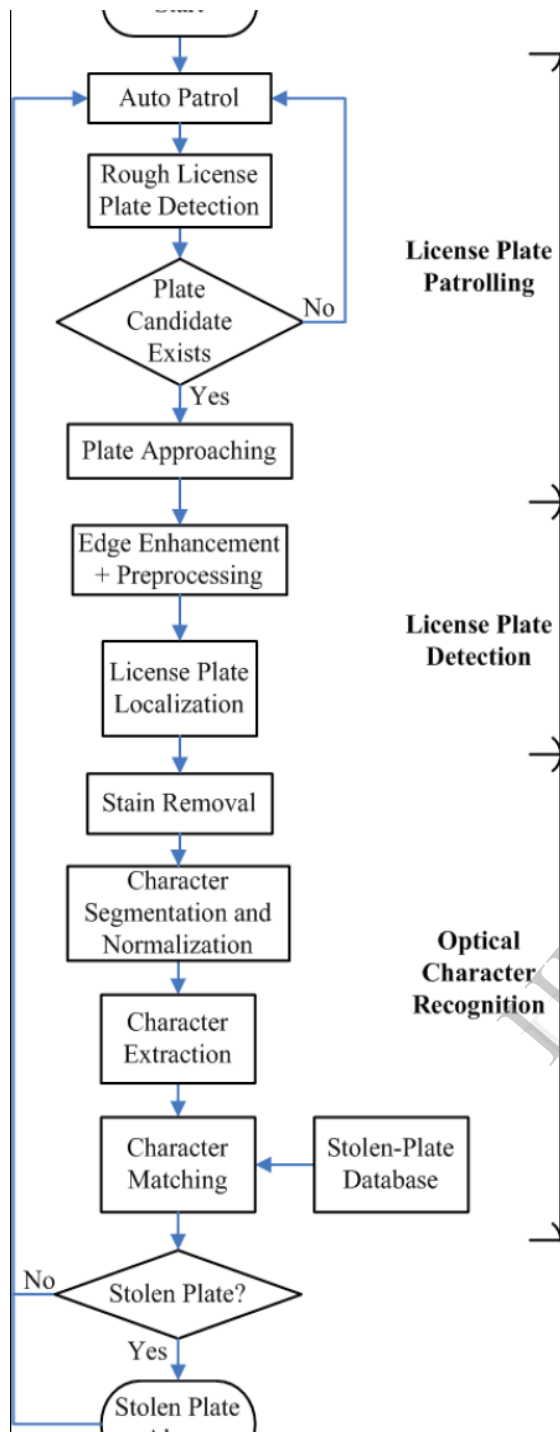 Auto Patrol
Rough License
Plate Detection
Plate
Candidate
Exists
No
Yes
Plate Approaching
License Plate
Patrolling
Edge Enhancement
+ Preprocessing
License Plate
Localization
License Plate
Detection
Stain Removal
Character
Segmentation and
Normalization
Character
Extraction
Character
Matching
Stolen-Plate
Database
Optical
Character
Recognition
Stolen Plate?
No
Yes
Stolen Plate